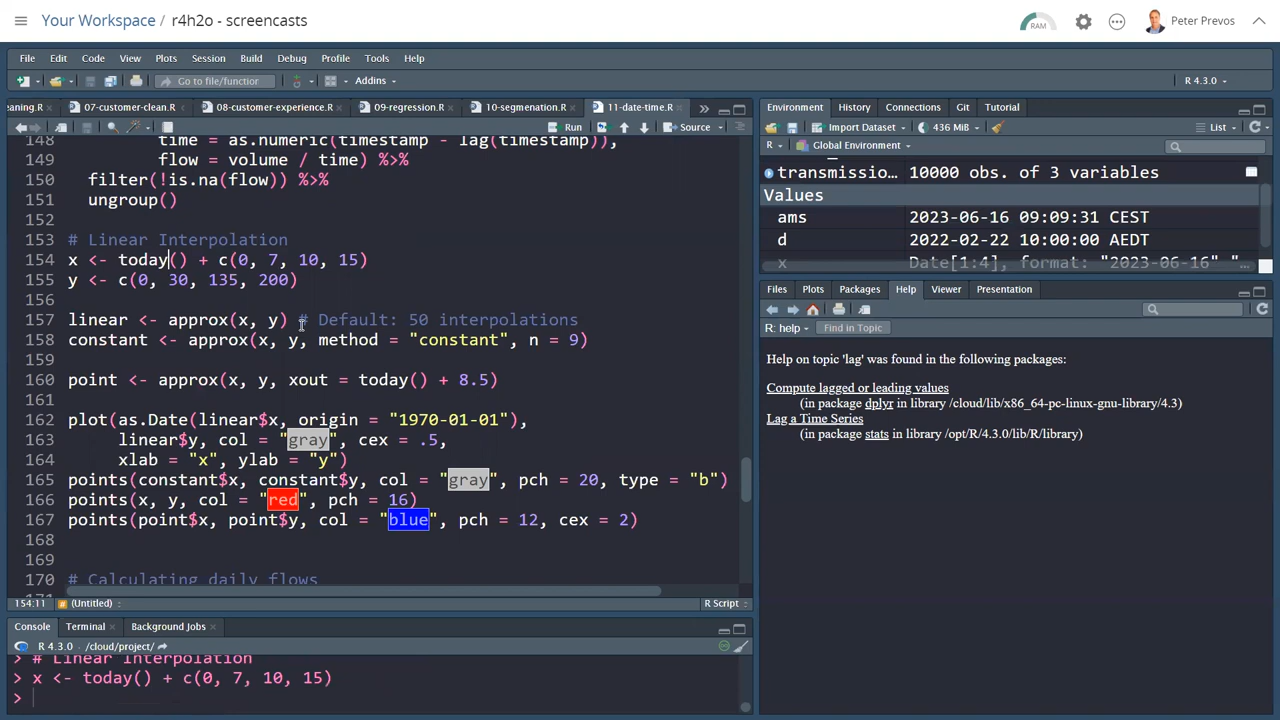 Your Workspace / r4h2o - screencasts
RAM
Peter Prevos
File Edit Code View Plots Session Build Debug Profile Tools Help
Go to file/function Addins R 4.3.0
eaning.R 07-customer-clean.R 08-customer-experience.R 09-regression.R 10-segmenation.R 11-date-time.R
Run Source
148 time = as.numeric(timestamp - lag(timestamp)),
149 flow = volume / time) %>%
150 filter(!is.na(flow)) %>%
151 ungroup()
152
153 # Linear Interpolation
154 x <- today() + c(0, 7, 10, 15)
155 y <- c(0, 30, 135, 200)
156
157 linear <- approx(x, y) # Default: 50 interpolations
158 constant <- approx(x, y, method = "constant", n = 9)
159
160 point <- approx(x, y, xout = today() + 8.5)
161
162 plot(as.Date(linear$x, origin = "1970-01-01"),
163 linear$y, col = "gray", cex = .5,
164 xlab = "x", ylab = "y")
165 points(constant$x, constant$y, col = "gray", pch = 20, type = "b")
166 points(x, y, col = "red", pch = 16)
167 points(point$x, point$y, col = "blue", pch = 12, cex = 2)
168
169
170 # Calculating daily flows
154:11 # (Untitled) R Script
Console Terminal Background Jobs
R 4.3.0 · /cloud/project/
> # Linear Interpolation
> x <- today() + c(0, 7, 10, 15)
>
Environment History Connections Git Tutorial
Import Dataset 436 MiB List
R Global Environment
transmissio… 10000 obs. of 3 variables
Values
ams 2023-06-16 09:09:31 CEST
d 2022-02-22 10:00:00 AEDT
x Date[1:4], format: "2023-06-16" "…
Files Plots Packages Help Viewer Presentation
R: help Find in Topic
Help on topic 'lag' was found in the following packages:
Compute lagged or leading values
(in package dplyr in library /cloud/lib/x86_64-pc-linux-gnu-library/4.3)
Lag a Time Series
(in package stats in library /opt/R/4.3.0/lib/R/library)